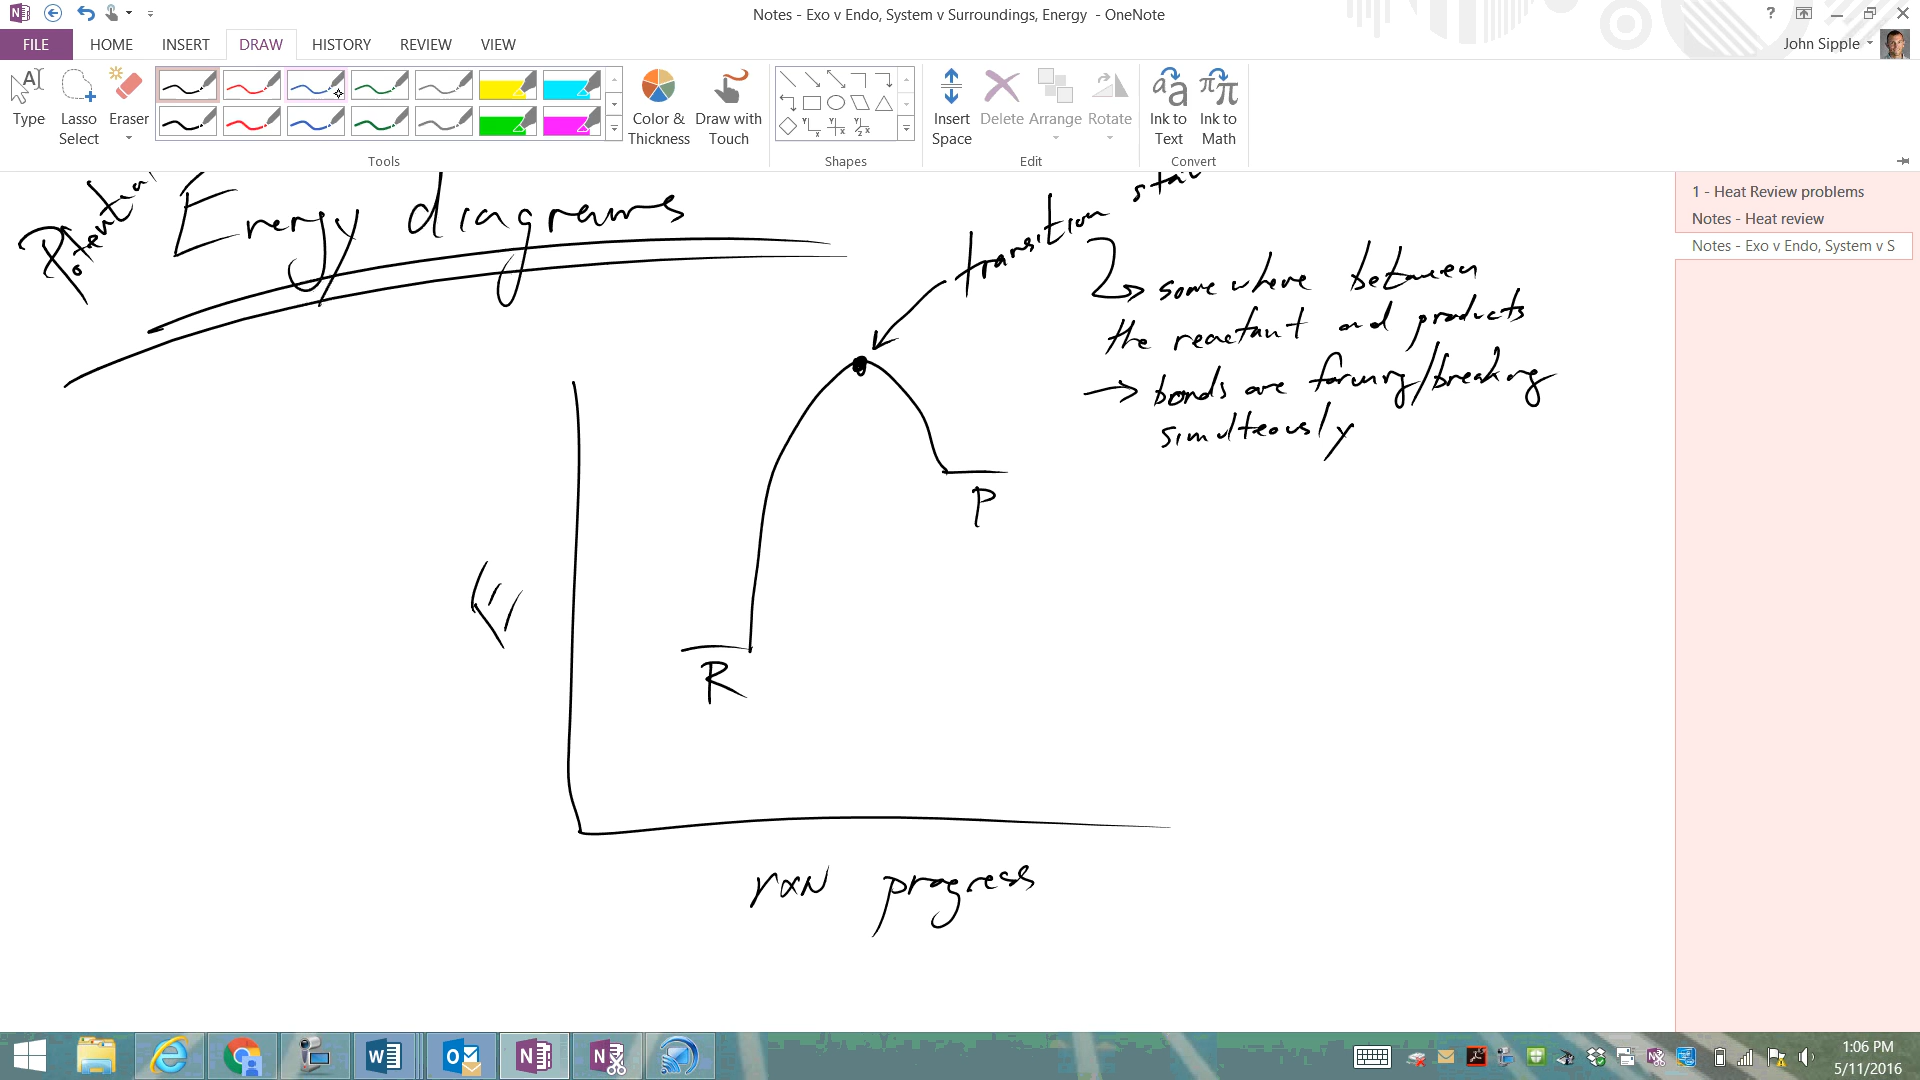 Notes - Exo v Endo, System v Surroundings, Energy - OneNote
FILE HOME INSERT DRAW HISTORY REVIEW VIEW
John Sipple
Type
Lasso Select
Eraser
Color & Thickness
Draw with Touch
Insert Space
Delete
Arrange
Rotate
Ink to Text
Ink to Math
Tools
Shapes
Edit
Convert
1 - Heat Review problems
Notes - Heat review
Notes - Exo v Endo, System v S
Potential Energy diagrams
transition stat
→ somewhere between
the reactant and products
→ bonds are forming/breaking
simulteously
P
E
R
rxn progress
1:06 PM
5/11/2016